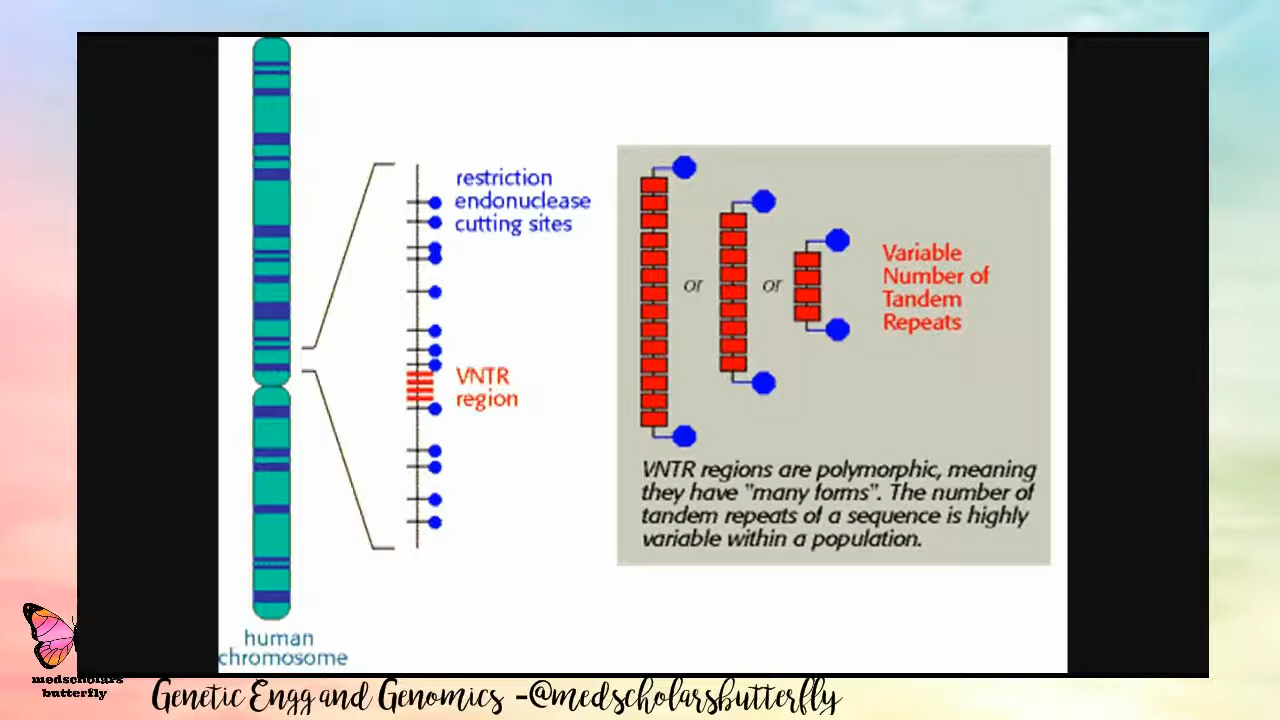 restriction
endonuclease
cutting sites
VNTR
region
or
or
Variable
Number of
Tandem
Repeats
VNTR regions are polymorphic, meaning
they have "many forms". The number of
tandem repeats of a sequence is highly
variable within a population.
human
chromosome
medscholars
butterfly
Genetic Engg and Genomics -@medscholarsbutterfly